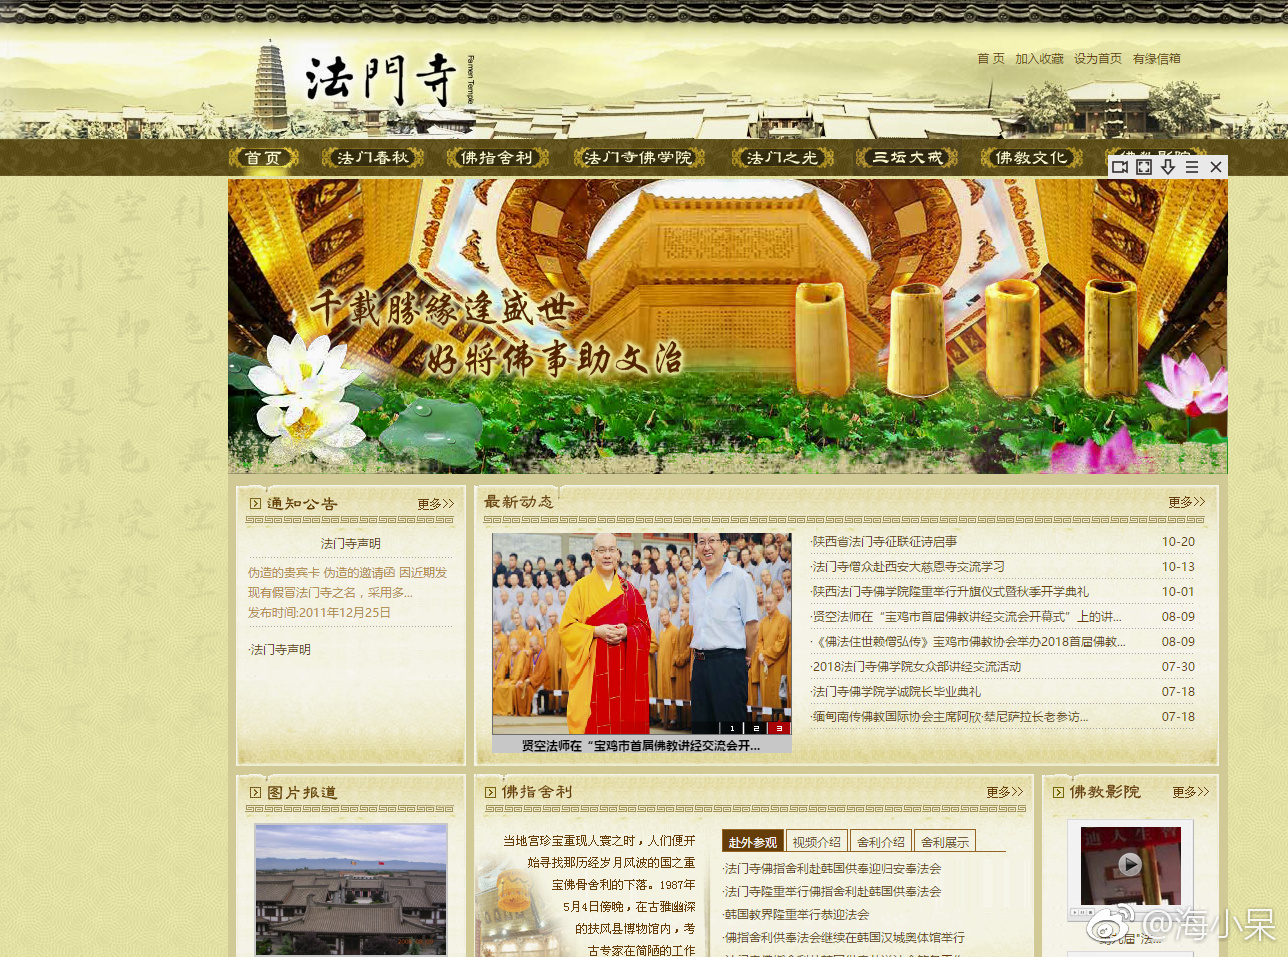 法門寺
Famen Temple
首 页 加入收藏 设为首页 有缘信箱
首页 法门春秋 佛指舍利 法门寺佛学院 法门之光 三坛大戒 佛教文化 佛教影院
千載勝緣逢盛世
好將佛事助文治
通知公告 更多>>
法门寺声明
伪造的贵宾卡 伪造的邀请函 因近期发
现有假冒法门寺之名，采用多...
发布时间:2011年12月25日
·法门寺声明
最新动态 更多>>
1 2 3
贤空法师在“宝鸡市首届佛教讲经交流会开...
·陕西省法门寺征联征诗启事 10-20
·法门寺僧众赴西安大慈恩寺交流学习 10-13
·陕西法门寺佛学院隆重举行升旗仪式暨秋季开学典礼 10-01
·贤空法师在“宝鸡市首届佛教讲经交流会开幕式”上的讲... 08-09
·《佛法住世赖僧弘传》宝鸡市佛教协会举办2018首届佛教... 08-09
·2018法门寺佛学院女众部讲经交流活动 07-30
·法门寺佛学院学诚院长毕业典礼 07-18
·缅甸南传佛教国际协会主席阿欣·楚尼萨拉长老参访... 07-18
图片报道
佛指舍利 更多>>
当地宫珍宝重现人寰之时，人们便开
始寻找那历经岁月风波的国之重
宝佛骨舍利的下落。1987年
5月4日傍晚，在古雅幽深
的扶风县博物馆内，考
古专家在简陋的工作
赴外参观 视频介绍 舍利介绍 舍利展示
·法门寺佛指舍利赴韩国供奉迎归安奉法会
·法门寺隆重举行佛指舍利赴韩国供奉法会
·韩国教界隆重举行恭迎法会
·佛指舍利供奉法会继续在韩国汉城奥体馆举行
佛教影院 更多>>
@海小呆